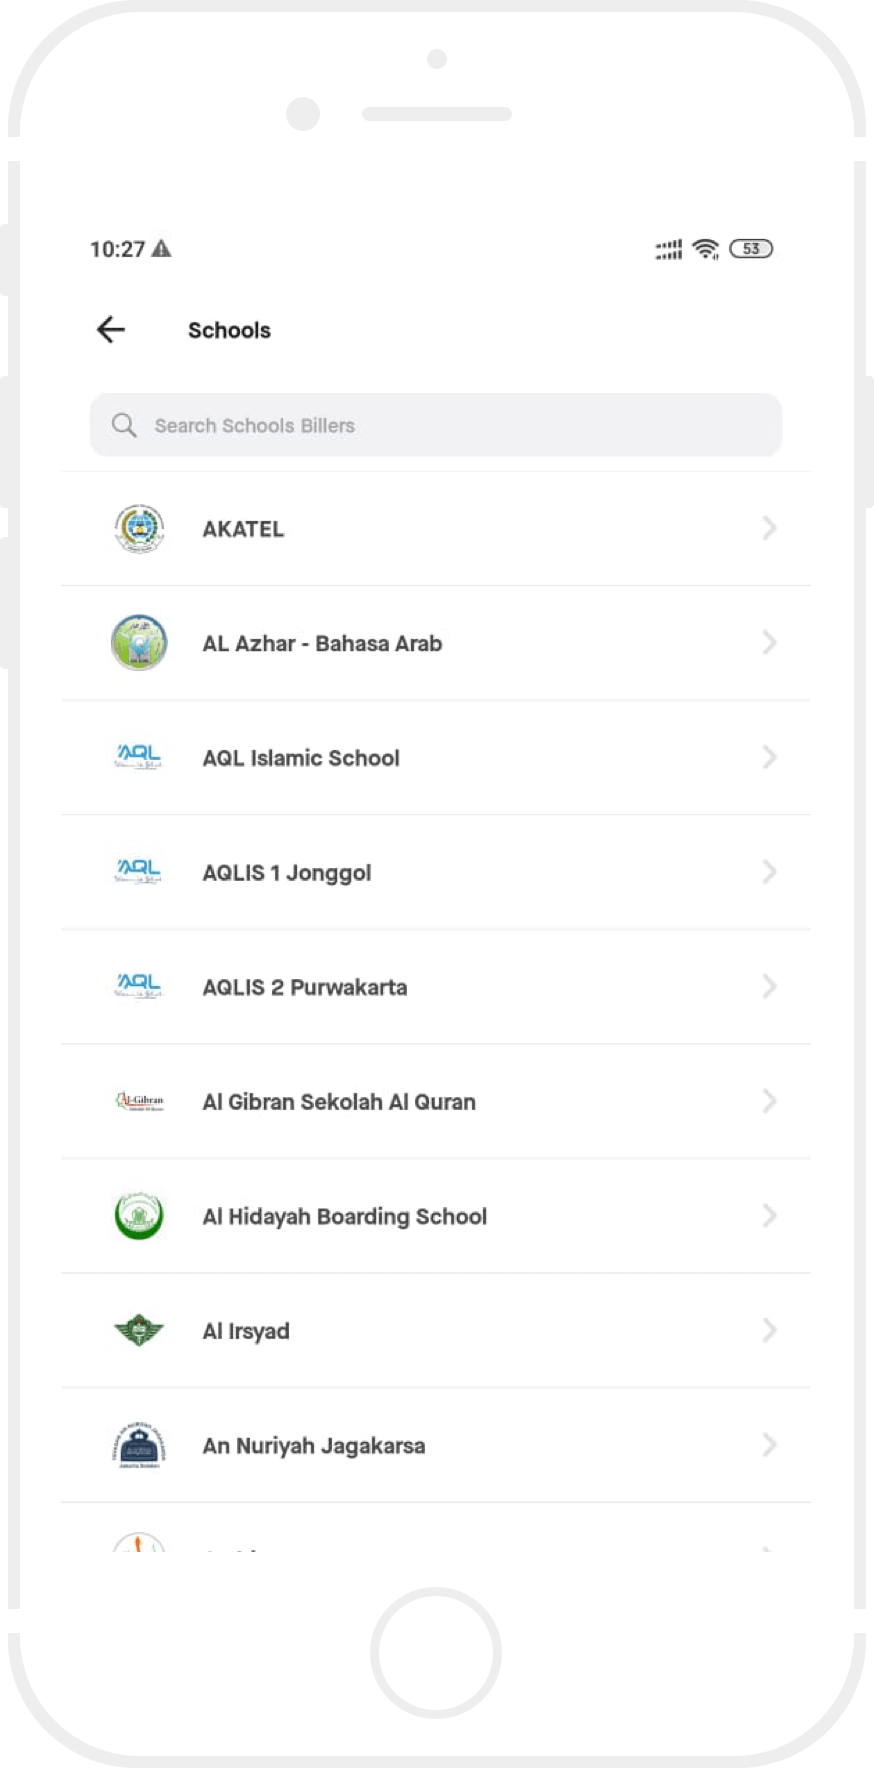 10:27
53
Schools
Search Schools Billers
AKATEL
AL Azhar - Bahasa Arab
AQL
AQL Islamic School
AQL
AQLIS 1 Jonggol
AQL
AQLIS 2 Purwakarta
Al-Gibran
Al Gibran Sekolah Al Quran
Al Hidayah Boarding School
Al Irsyad
An Nuriyah Jagakarsa